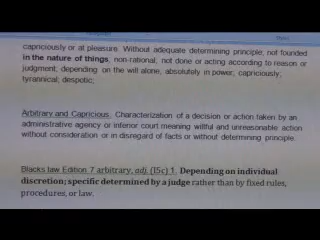 capriciously or at pleasure. Without adequate determining principle; not founded
in the nature of things; non-rational; not done or acting according to reason or
judgment; depending on the will alone; absolutely in power; capriciously;
tyrannical; despotic;
Arbitrary and Capricious. Characterization of a decision or action taken by an
administrative agency or inferior court meaning willful and unreasonable action
without consideration or in disregard of facts or without determining principle.
Blacks law Edition 7 arbitrary, adj. (15c) 1. Depending on individual
discretion; specific determined by a judge rather than by fixed rules,
procedures, or law.